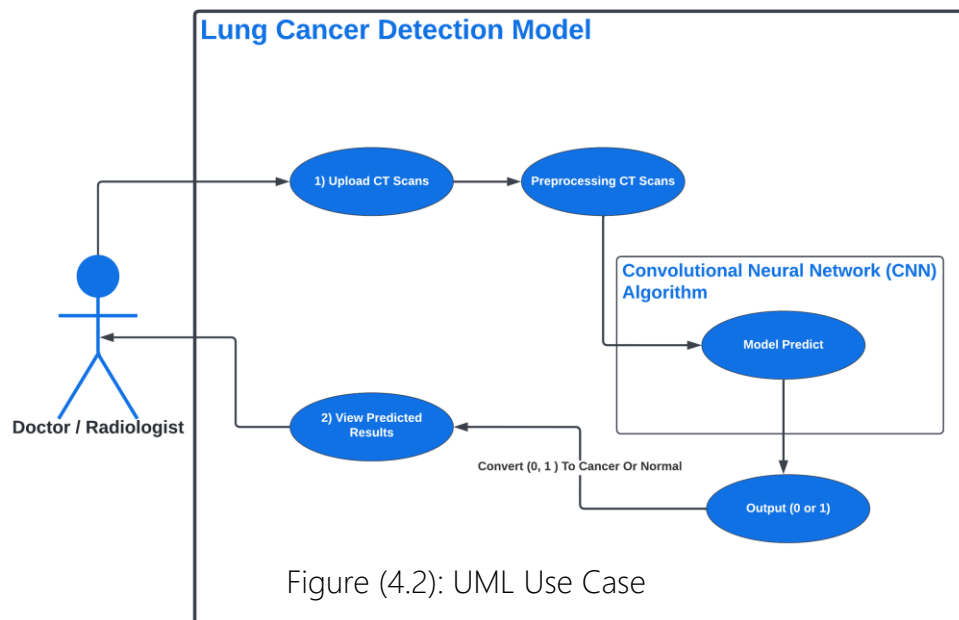 Lung Cancer Detection Model
1) Upload CT Scans
Preprocessing CT Scans
Convolutional Neural Network (CNN)
Algorithm
Model Predict
Doctor / Radiologist
2) View Predicted
Results
Convert (0, 1 ) To Cancer Or Normal
Output (0 or 1)
Figure (4.2): UML Use Case